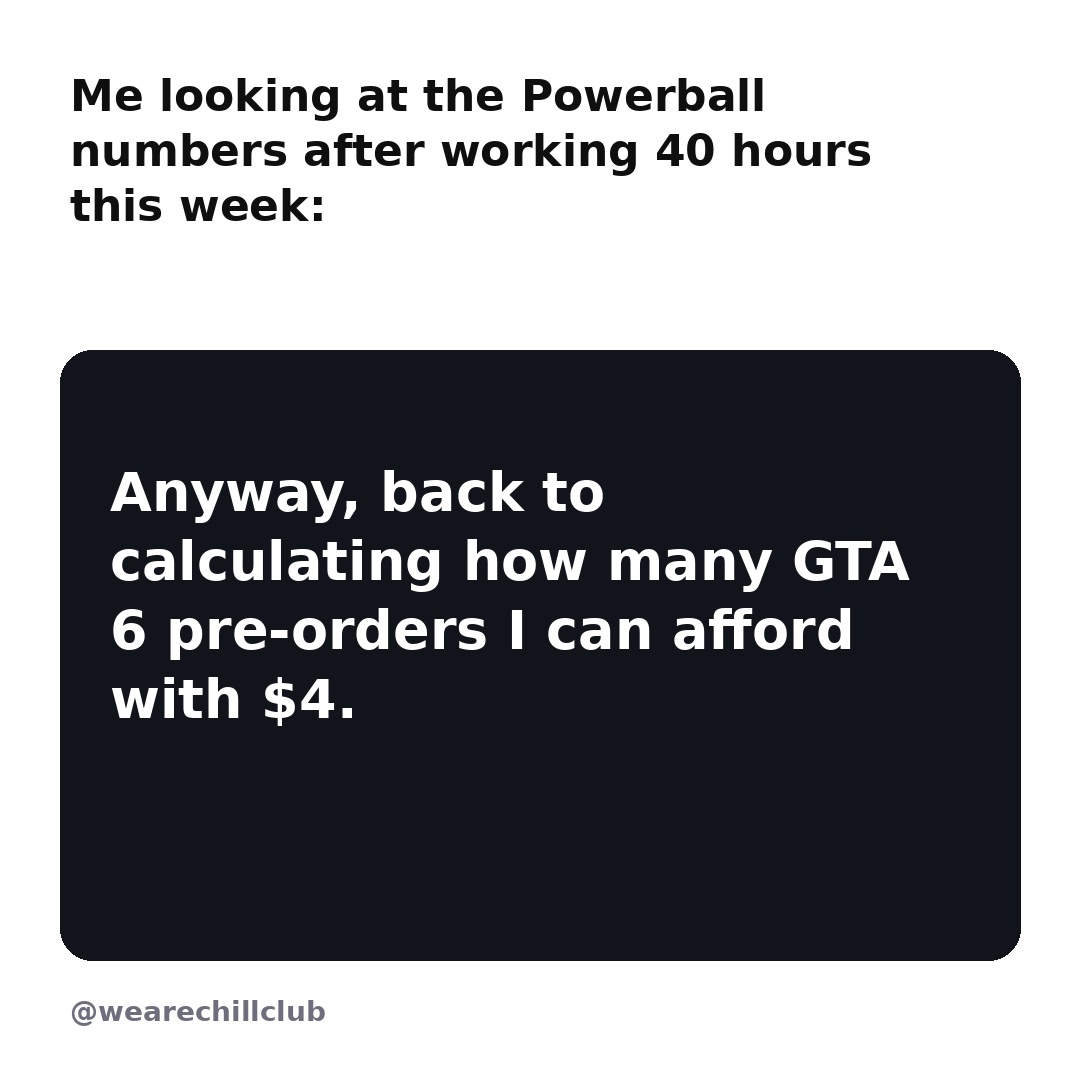 Me looking at the Powerball
numbers after working 40 hours
this week:
Anyway, back to
calculating how many GTA
6 pre-orders I can afford
with $4.
@wearechillclub